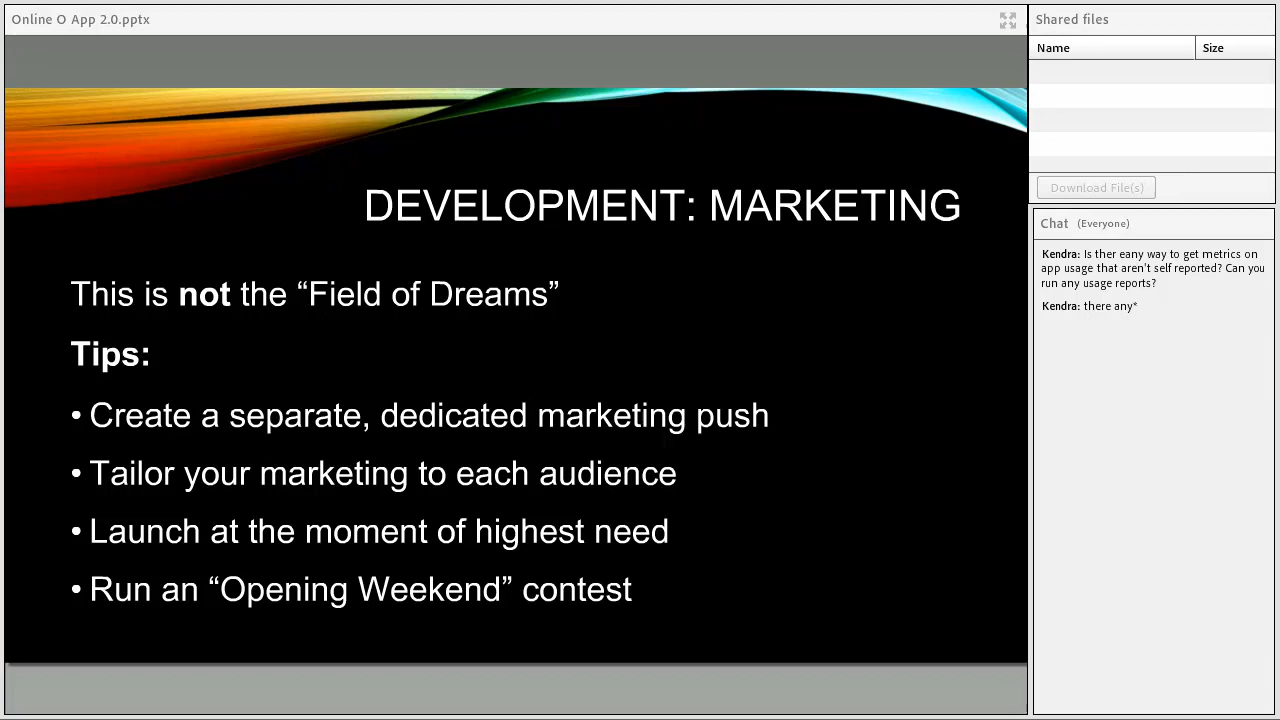 Online O App 2.0.pptx
DEVELOPMENT: MARKETING
This is not the “Field of Dreams”
Tips:
• Create a separate, dedicated marketing push
• Tailor your marketing to each audience
• Launch at the moment of highest need
• Run an “Opening Weekend” contest
Shared files
Name Size
Download File(s)
Chat (Everyone)
Kendra: Is ther eany way to get metrics on
app usage that aren't self reported? Can you
run any usage reports?
Kendra: there any*